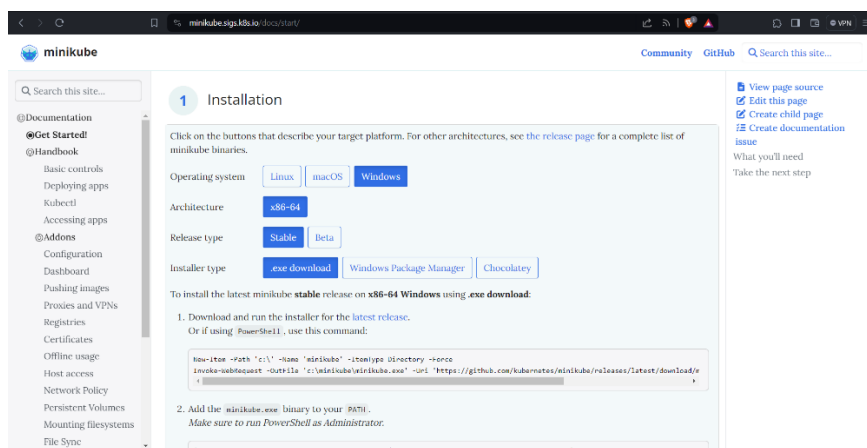 minikube.sigs.k8s.io/docs/start/
VPN
minikube
Community GitHub Search this site...
Search this site...
Documentation
Get Started!
Handbook
Basic controls
Deploying apps
Kubectl
Accessing apps
Addons
Configuration
Dashboard
Pushing images
Proxies and VPNs
Registries
Certificates
Offline usage
Host access
Network Policy
Persistent Volumes
Mounting filesystems
File Sync
1 Installation
Click on the buttons that describe your target platform. For other architectures, see the release page for a complete list of
minikube binaries.
Operating system Linux macOS Windows
Architecture x86-64
Release type Stable Beta
Installer type .exe download Windows Package Manager Chocolatey
To install the latest minikube stable release on x86-64 Windows using .exe download:
1. Download and run the installer for the latest release.
Or if using PowerShell, use this command:
New-Item -Path 'c:\' -Name 'minikube' -ItemType Directory -Force
Invoke-WebRequest -OutFile 'c:\minikube\minikube.exe' -Uri 'https://github.com/kubernetes/minikube/releases/latest/download/m
2. Add the minikube.exe binary to your PATH.
Make sure to run PowerShell as Administrator.
View page source
Edit this page
Create child page
Create documentation
issue
What you'll need
Take the next step